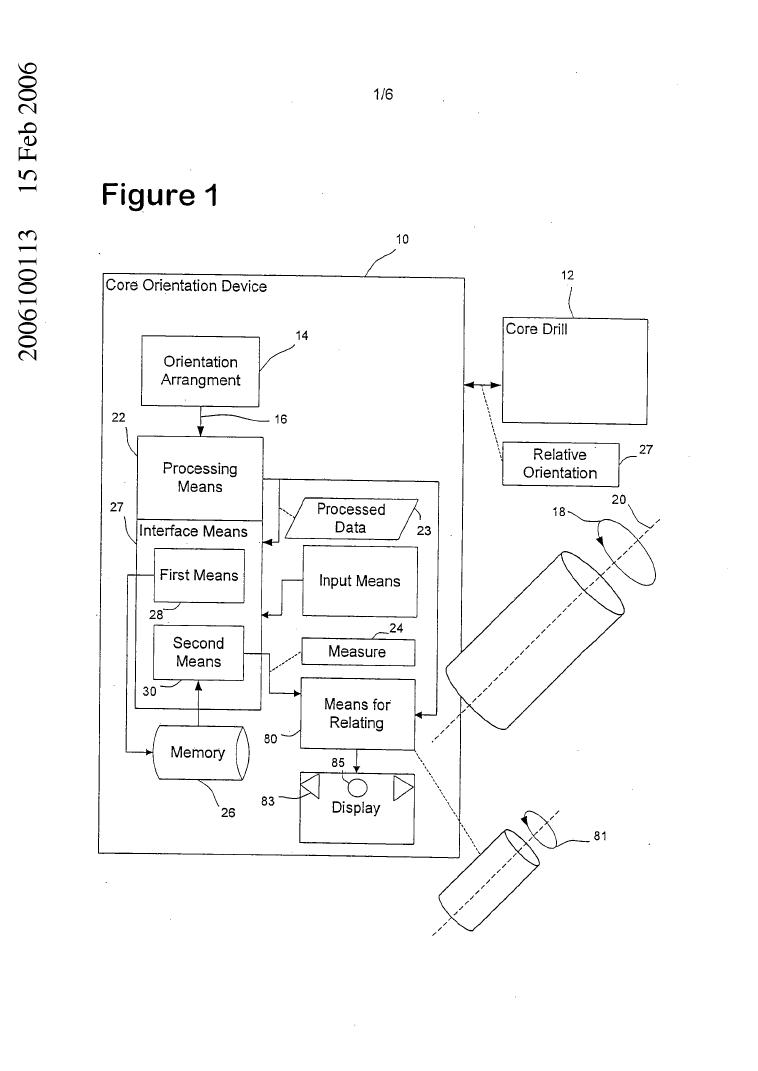 2006100113 15 Feb 2006
1/6
Figure 1
10
Core Orientation Device
12
Core Drill
14
Orientation
Arrangment
16
22
Processing
Means
Relative
Orientation
27
27
Interface Means
Processed
Data
23
18
20
First Means
28
Input Means
24
Measure
Second
Means
30
Means for
Relating
80
Memory
26
85
83
Display
81